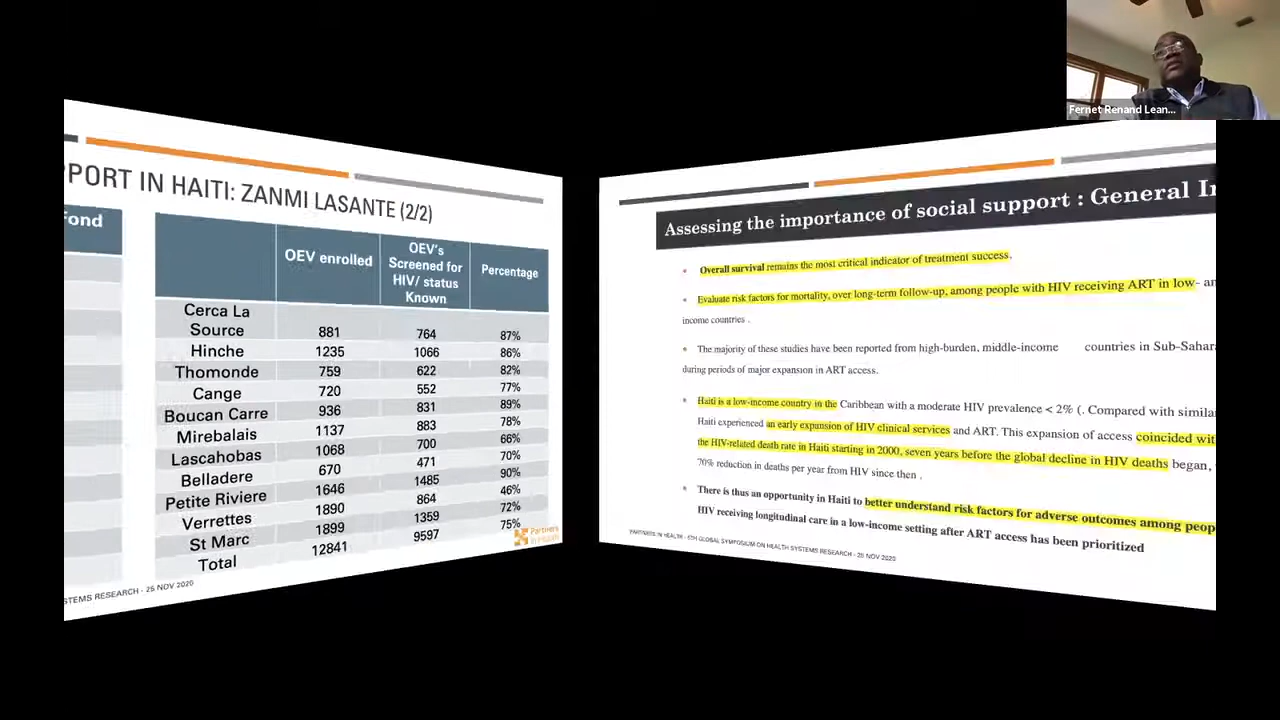 Fernet Renand Lean...
PORT IN HAITI: ZANMI LASANTE (2/2)
Fond
OEV enrolled
OEV's
Screened for
HIV/ status
Known
Percentage
Cerca La
Source 881 764 87%
Hinche 1235 1066 86%
Thomonde 759 622 82%
Cange 720 552 77%
Boucan Carre 936 831 89%
Mirebalais 1137 883 78%
Lascahobas 1068 700 66%
Belladere 670 471 70%
Petite Riviere 1646 1485 90%
Verrettes 1890 864 46%
St Marc 1899 1359 72%
Total 12841 9597 75%
Partners
In Health
STEMS RESEARCH - 25 NOV 2020
Assessing the importance of social support : General
Overall survival remains the most critical indicator of treatment success.
Evaluate risk factors for mortality, over long-term follow-up, among people with HIV receiving ART in low-
income countries .
The majority of these studies have been reported from high-burden, middle-income countries in Sub-Sahar
during periods of major expansion in ART access.
Haiti is a low-income country in the Caribbean with a moderate HIV prevalence < 2% (. Compared with similar
Haiti experienced an early expansion of HIV clinical services and ART. This expansion of access coincided wit
the HIV-related death rate in Haiti starting in 2000, seven years before the global decline in HIV deaths began,
70% reduction in deaths per year from HIV since then .
There is thus an opportunity in Haiti to better understand risk factors for adverse outcomes among peop
HIV receiving longitudinal care in a low-income setting after ART access has been prioritized
PARTNERS IN HEALTH - 6TH GLOBAL SYMPOSIUM ON HEALTH SYSTEMS RESEARCH - 25 NOV 2020